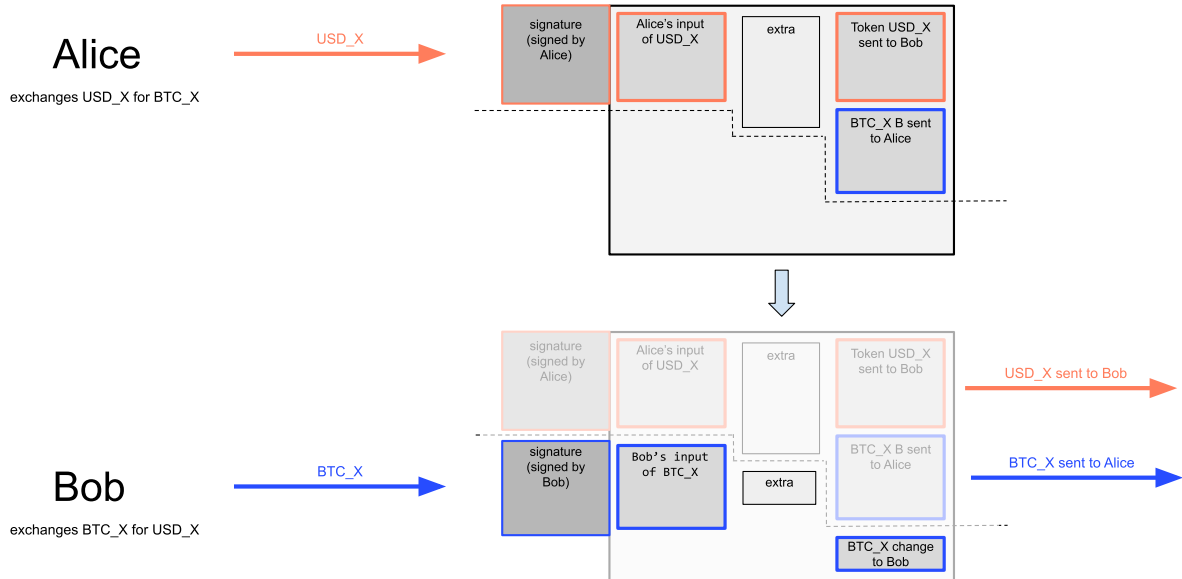 Alice
exchanges USD_X for BTC_X
USD_X
signature
(signed by
Alice)
Alice's input
of USD_X
extra
Token USD_X
sent to Bob
BTC_X B sent
to Alice
signature
(signed by
Alice)
Alice's input
of USD_X
extra
Token USD_X
sent to Bob
USD_X sent to Bob
Bob
exchanges BTC_X for USD_X
BTC_X
signature
(signed by
Bob)
Bob’s input
of BTC_X
extra
BTC_X B sent
to Alice
BTC_X sent to Alice
BTC_X change
to Bob